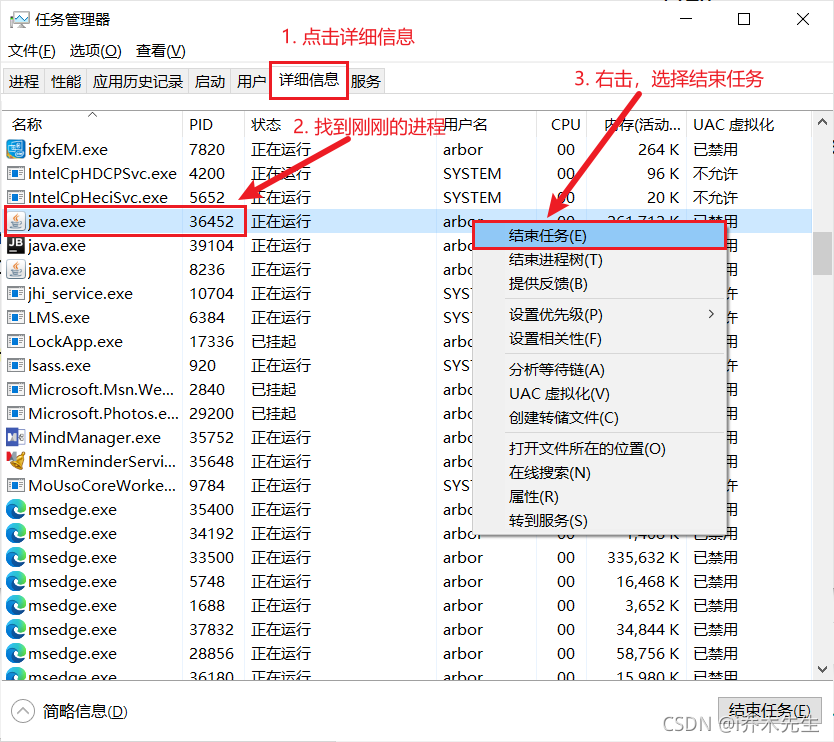 任务管理器
文件(F) 选项(O) 查看(V)
1. 点击详细信息
进程 性能 应用历史记录 启动 用户 详细信息 服务
3. 右击，选择结束任务
名称 PID 状态 用户名 CPU 内存(活动... UAC 虚拟化
2. 找到刚刚的进程
igfxEM.exe 7820 正在运行 arbor 00 264 K 已禁用
IntelCpHDCPSvc.exe 4200 正在运行 SYSTEM 00 96 K 不允许
IntelCpHeciSvc.exe 5652 正在运行 SYSTEM 00 20 K 不允许
java.exe 36452 正在运行 arbor 00 261,712 K 已禁用
java.exe 39104 正在运行
java.exe 8236 正在运行
jhi_service.exe 10704 正在运行
LMS.exe 6384 正在运行
LockApp.exe 17336 已挂起
lsass.exe 920 正在运行
Microsoft.Msn.We... 2840 已挂起
Microsoft.Photos.e... 29200 已挂起
MindManager.exe 35752 正在运行
MmReminderServi... 35648 正在运行
MoUsoCoreWorke... 9784 正在运行
msedge.exe 35400 正在运行 arbor
msedge.exe 34192 正在运行 arbor 00 已禁用
msedge.exe 33500 正在运行 arbor 00 335,632 K 已禁用
msedge.exe 5748 正在运行 arbor 00 16,468 K 已禁用
msedge.exe 1688 正在运行 arbor 00 3,652 K 已禁用
msedge.exe 37832 正在运行 arbor 00 34,844 K 已禁用
msedge.exe 28856 正在运行 arbor 00 58,756 K 已禁用
msedge.exe 36180 正在运行 arbor 00 15,980 K 已禁用
结束任务(E)
结束进程树(T)
提供反馈(B)
设置优先级(P)
设置相关性(F)
分析等待链(A)
UAC 虚拟化(V)
创建转储文件(C)
打开文件所在的位置(O)
在线搜索(N)
属性(R)
转到服务(S)
简略信息(D)
结束任务(E)
CSDN @I乔木先生